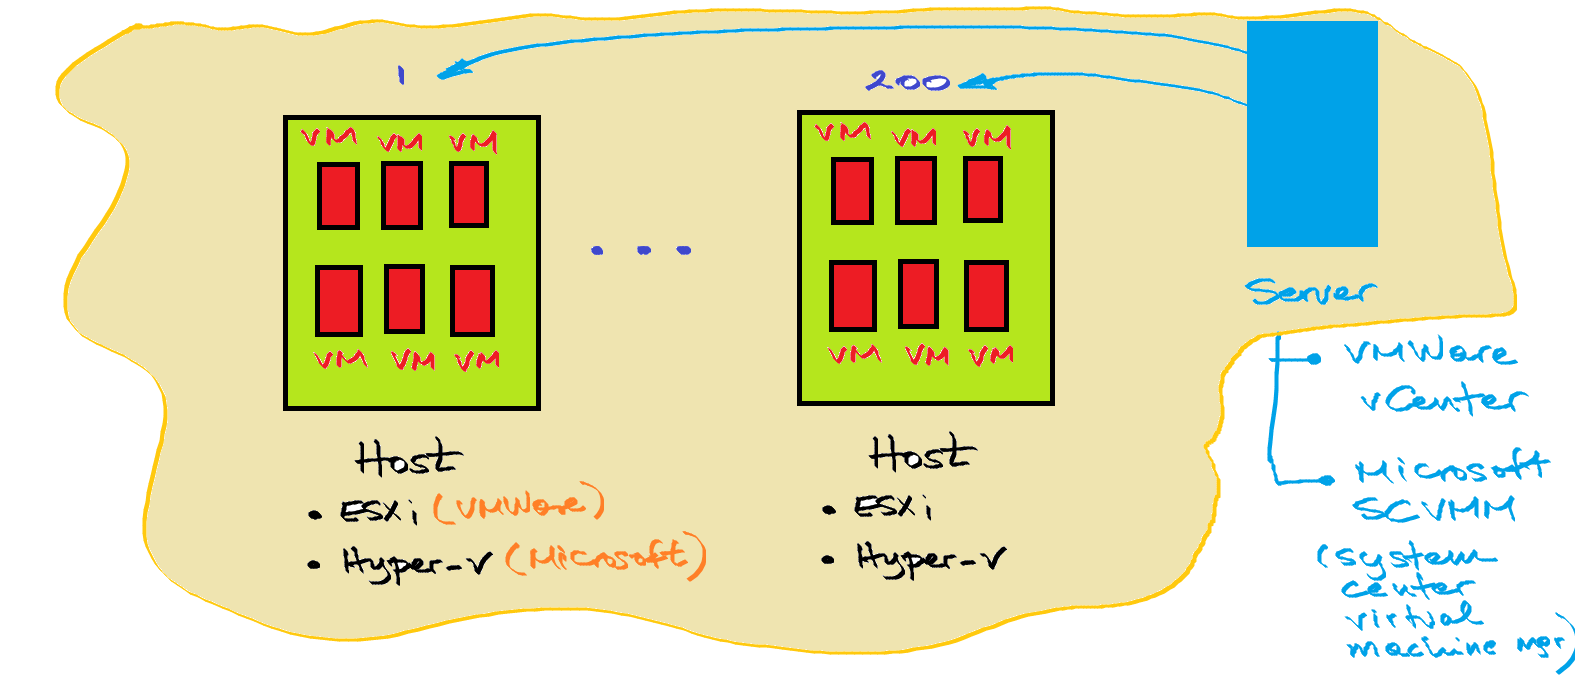 1
200
VM VM VM
VM VM VM
VM VM VM
VM VM VM
...
Server
VMWare
vCenter
Microsoft
SCVMM
(system
center
virtual
machine mgr)
Host
• ESXi (VMWare)
• Hyper-V (Microsoft)
Host
• ESXi
• Hyper-V